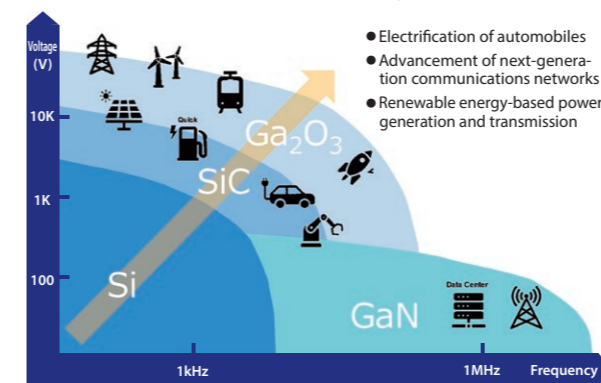 Voltage
(V)
● Electrification of automobiles
● Advancement of next-genera-
tion communications networks
● Renewable energy-based power
generation and transmission
10K
Quick
Ga₂O₃
SiC
1K
100
Si
Data Center
GaN
1kHz
1MHz
Frequency